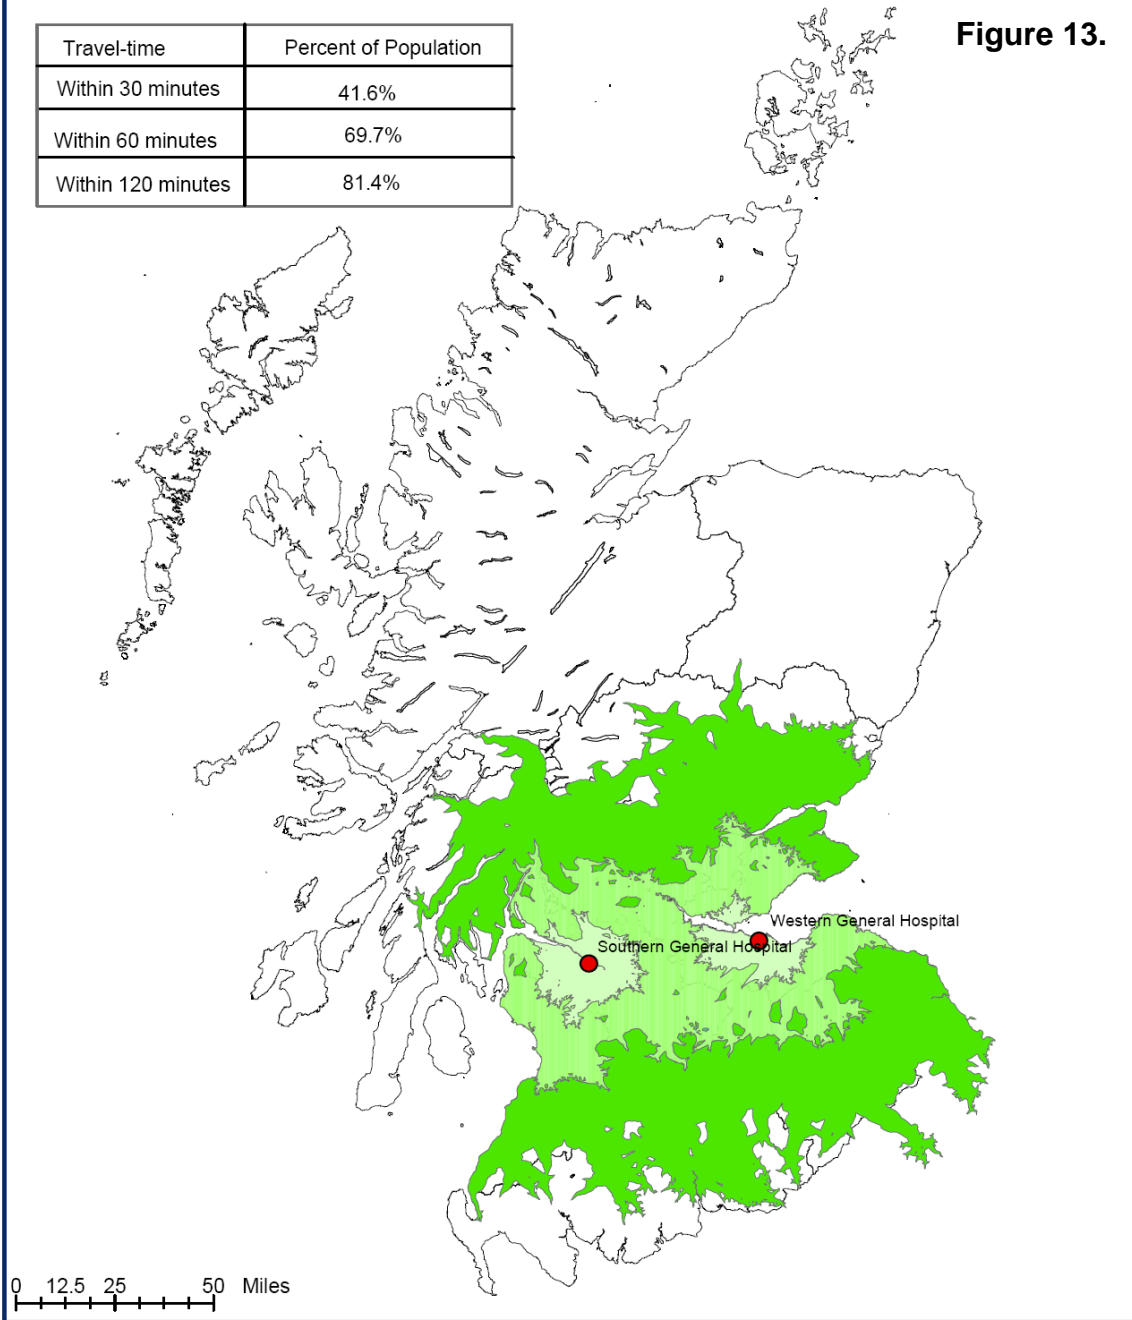 Figure 13.
Travel-time Percent of Population
Within 30 minutes 41.6%
Within 60 minutes 69.7%
Within 120 minutes 81.4%
Western General Hospital
Southern General Hospital
0 12.5 25 50 Miles